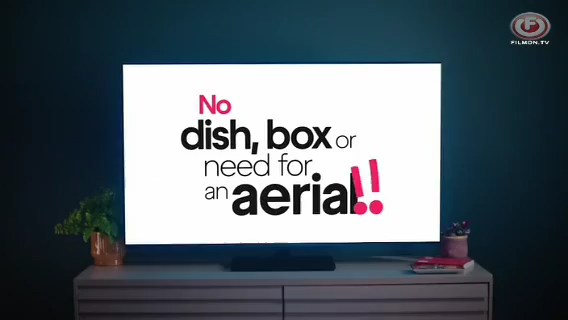 FILMON.TV
No
dish, box or
need for
an aerial!!